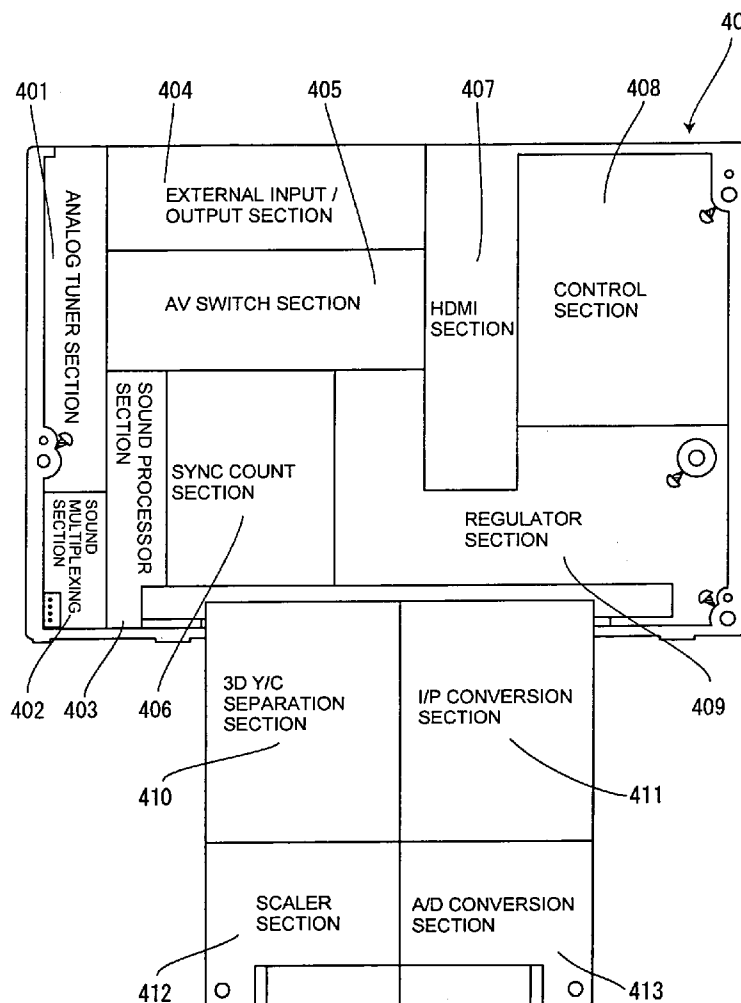 40
404
407
401
405
408
EXTERNAL INPUT /
OUTPUT SECTION
ANALOG TUNER SECTION
AV SWITCH SECTION
HDMI
SECTION
CONTROL
SECTION
SOUND PROCESSOR
SECTION
SYNC COUNT
SECTION
SOUND
MULTIPLEXING
SECTION
REGULATOR
SECTION
402
403
406
409
3D Y/C
SEPARATION
SECTION
I/P CONVERSION
SECTION
410
411
SCALER
SECTION
A/D CONVERSION
SECTION
412
413